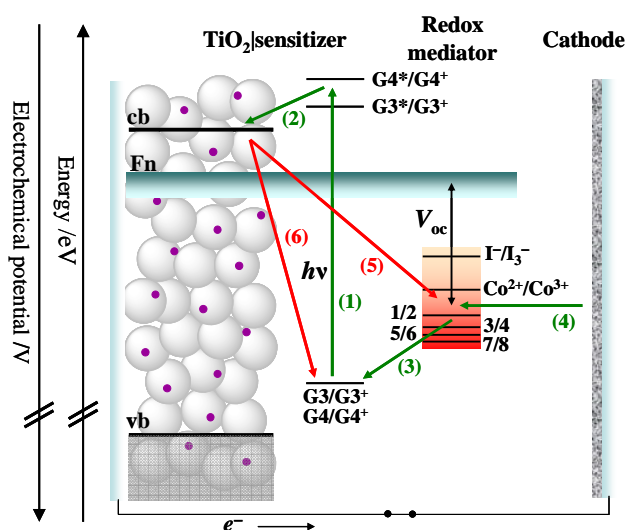 TiO₂|sensitizer
Redox
mediator
Cathode
G4*/G4⁺
G3*/G3⁺
cb
(2)
Fn
Electrochemical potential /V
Energy /eV
Voc
(6)
hν
(5)
I⁻/I₃⁻
(1)
Co²⁺/Co³⁺
1/2
(4)
5/6
3/4
7/8
(3)
G3/G3⁺
G4/G4⁺
vb
e⁻